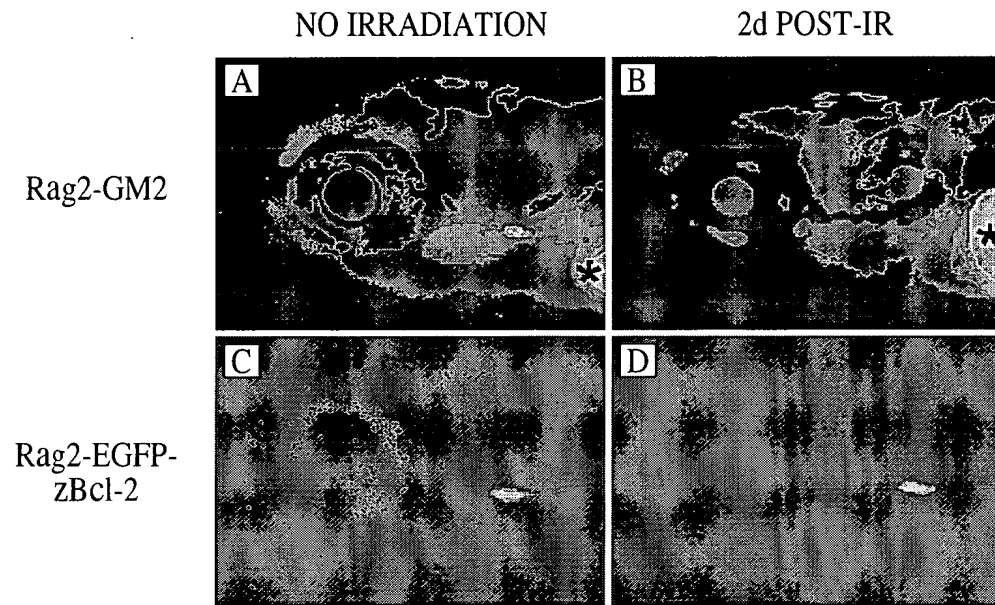 NO IRRADIATION
2d POST-IR
A
B
Rag2-GM2
*
*
C
D
Rag2-EGFP-
zBcl-2